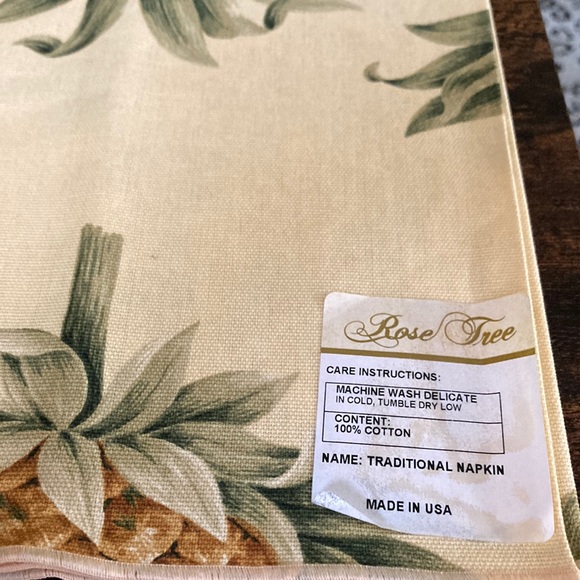 Rose Tree
CARE INSTRUCTIONS:
MACHINE WASH DELICATE
IN COLD, TUMBLE DRY LOW
CONTENT:
100% COTTON
NAME: TRADITIONAL NAPKIN
MADE IN USA